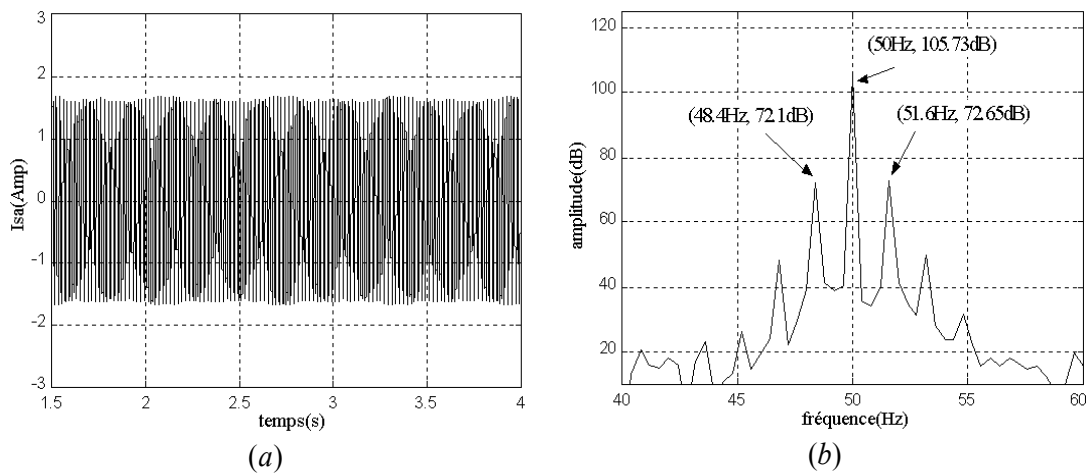 3
2
1
0
-1
-2
-3
Isa(Amp)
1.5
2
2.5
3
3.5
4
temps(s)
(a)
120
100
80
60
40
20
amplitude(dB)
(50Hz, 105.73dB)
(48.4Hz, 72.1dB)
(51.6Hz, 72.65dB)
40
45
50
55
60
fréquence(Hz)
(b)